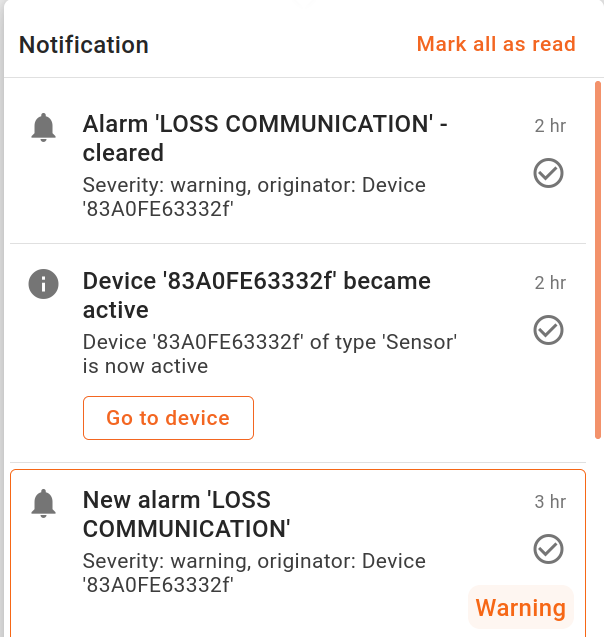 Notification
Mark all as read
Alarm 'LOSS COMMUNICATION' -
cleared
2 hr
Severity: warning, originator: Device
'83A0FE63332f'
Device '83A0FE63332f' became
active
2 hr
Device '83A0FE63332f' of type 'Sensor'
is now active
Go to device
New alarm 'LOSS
COMMUNICATION'
3 hr
Severity: warning, originator: Device
'83A0FE63332f'
Warning